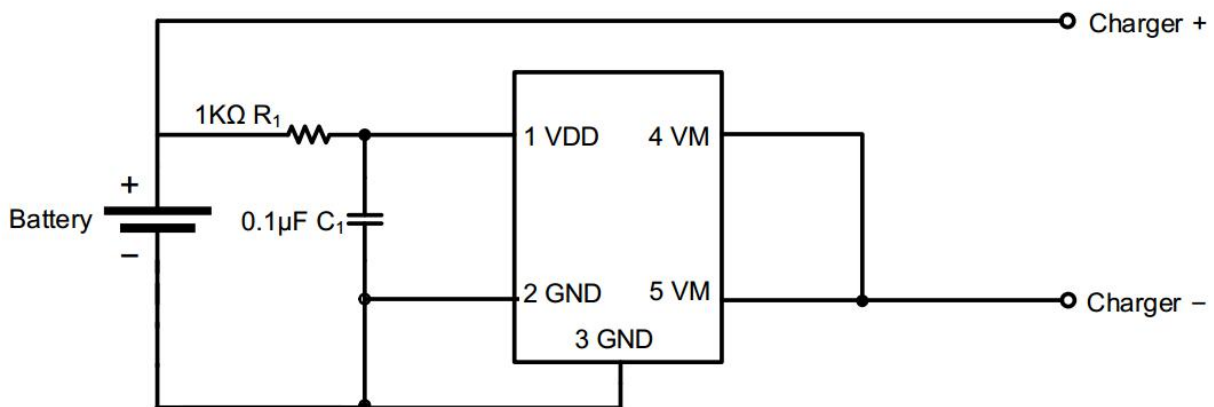 Charger +
1KΩ R₁
1 VDD
4 VM
+
Battery
0.1µF C₁
−
2 GND
5 VM
Charger −
3 GND